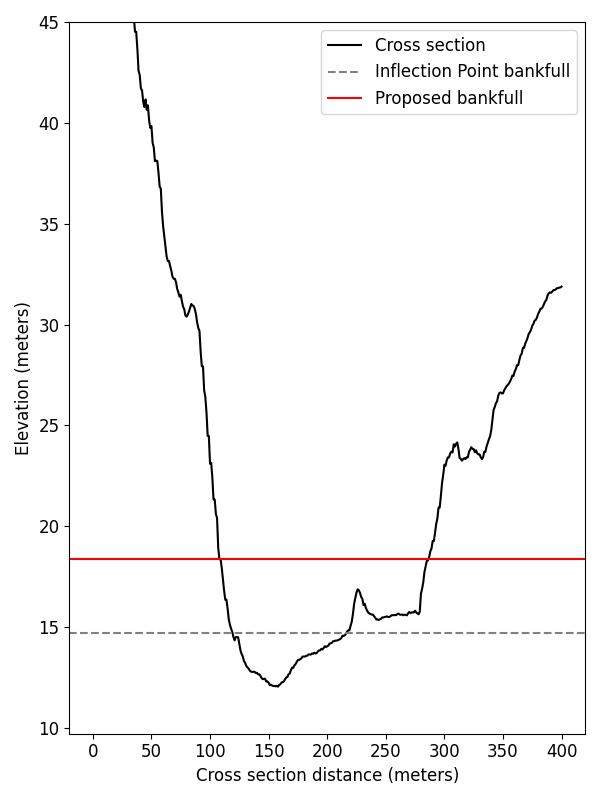 Cross section
Inflection Point bankfull
Proposed bankfull
45
40
35
30
25
20
15
10
Elevation (meters)
0 50 100 150 200 250 300 350 400
Cross section distance (meters)